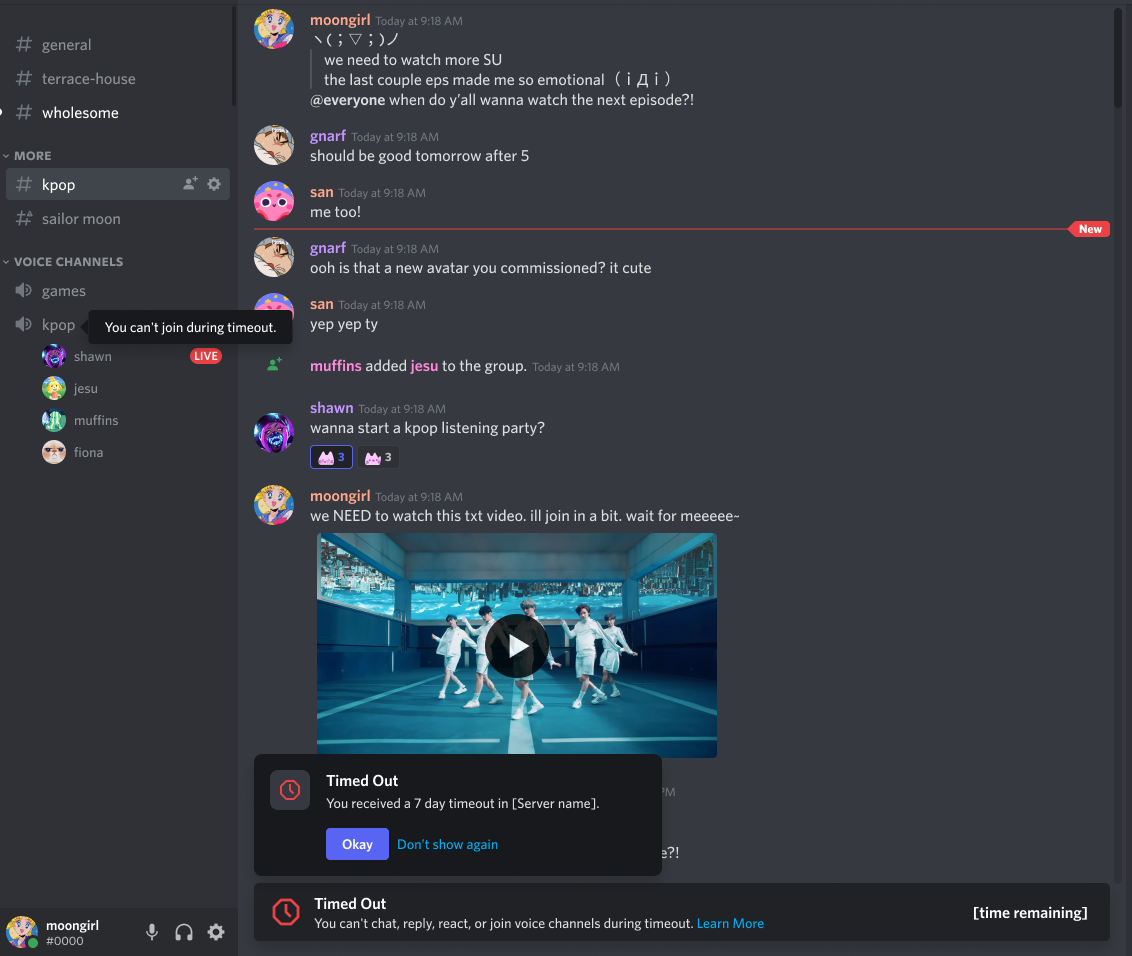 general
terrace-house
wholesome
MORE
kpop
sailor moon
VOICE CHANNELS
games
kpop
You can't join during timeout.
shawn LIVE
jesu
muffins
fiona
moongirl
#0000
moongirl Today at 9:18 AM
ヽ(；▽；)ノ
we need to watch more SU
the last couple eps made me so emotional（ｉДｉ）
@everyone when do y'all wanna watch the next episode?!
gnarf Today at 9:18 AM
should be good tomorrow after 5
san Today at 9:18 AM
me too!
New
gnarf Today at 9:18 AM
ooh is that a new avatar you commissioned? it cute
san Today at 9:18 AM
yep yep ty
muffins added jesu to the group. Today at 9:18 AM
shawn Today at 9:18 AM
wanna start a kpop listening party?
3 3
moongirl Today at 9:18 AM
we NEED to watch this txt video. ill join in a bit. wait for meeeee~
PM
e?!
Timed Out
You received a 7 day timeout in [Server name].
Okay Don't show again
Timed Out
You can't chat, reply, react, or join voice channels during timeout. Learn More
[time remaining]